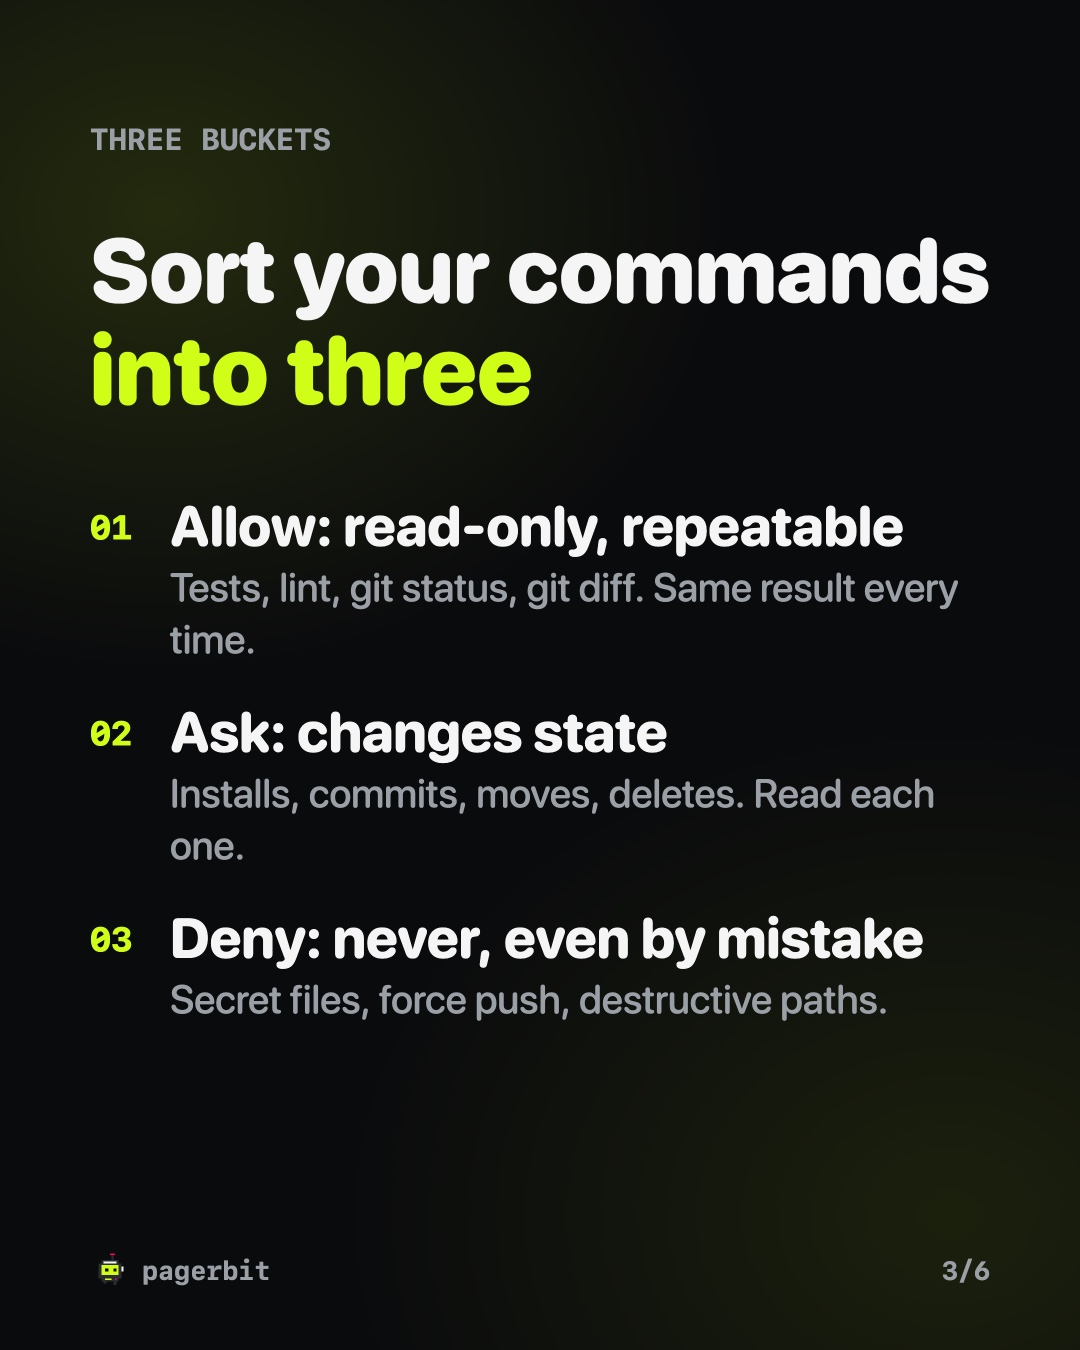 THREE BUCKETS
Sort your commands
into three
01 Allow: read-only, repeatable
Tests, lint, git status, git diff. Same result every
time.
02 Ask: changes state
Installs, commits, moves, deletes. Read each
one.
03 Deny: never, even by mistake
Secret files, force push, destructive paths.
pagerbit
3/6